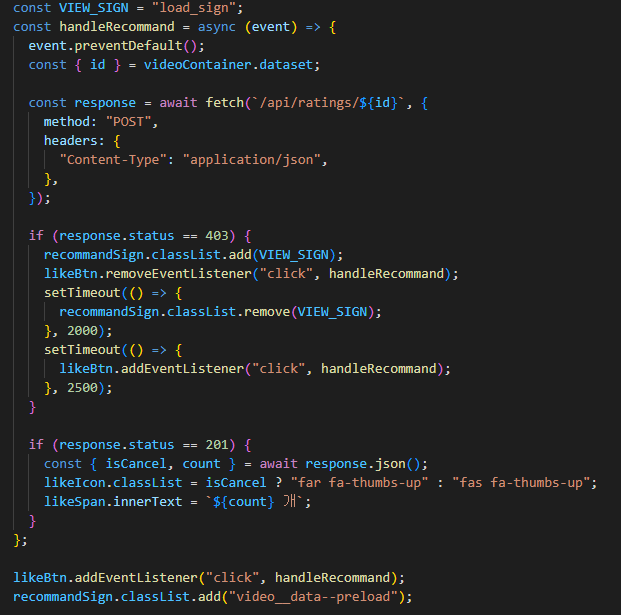 const VIEW_SIGN = "load_sign";
const handleRecommand = async (event) => {
  event.preventDefault();
  const { id } = videoContainer.dataset;

  const response = await fetch(`/api/ratings/${id}`, {
    method: "POST",
    headers: {
      "Content-Type": "application/json",
    },
  });

  if (response.status == 403) {
    recommandSign.classList.add(VIEW_SIGN);
    likeBtn.removeEventListener("click", handleRecommand);
    setTimeout(() => {
      recommandSign.classList.remove(VIEW_SIGN);
    }, 2000);
    setTimeout(() => {
      likeBtn.addEventListener("click", handleRecommand);
    }, 2500);
  }

  if (response.status == 201) {
    const { isCancel, count } = await response.json();
    likeIcon.classList = isCancel ? "far fa-thumbs-up" : "fas fa-thumbs-up";
    likeSpan.innerText = `${count} 개`;
  }
};

likeBtn.addEventListener("click", handleRecommand);
recommandSign.classList.add("video__data--preload");